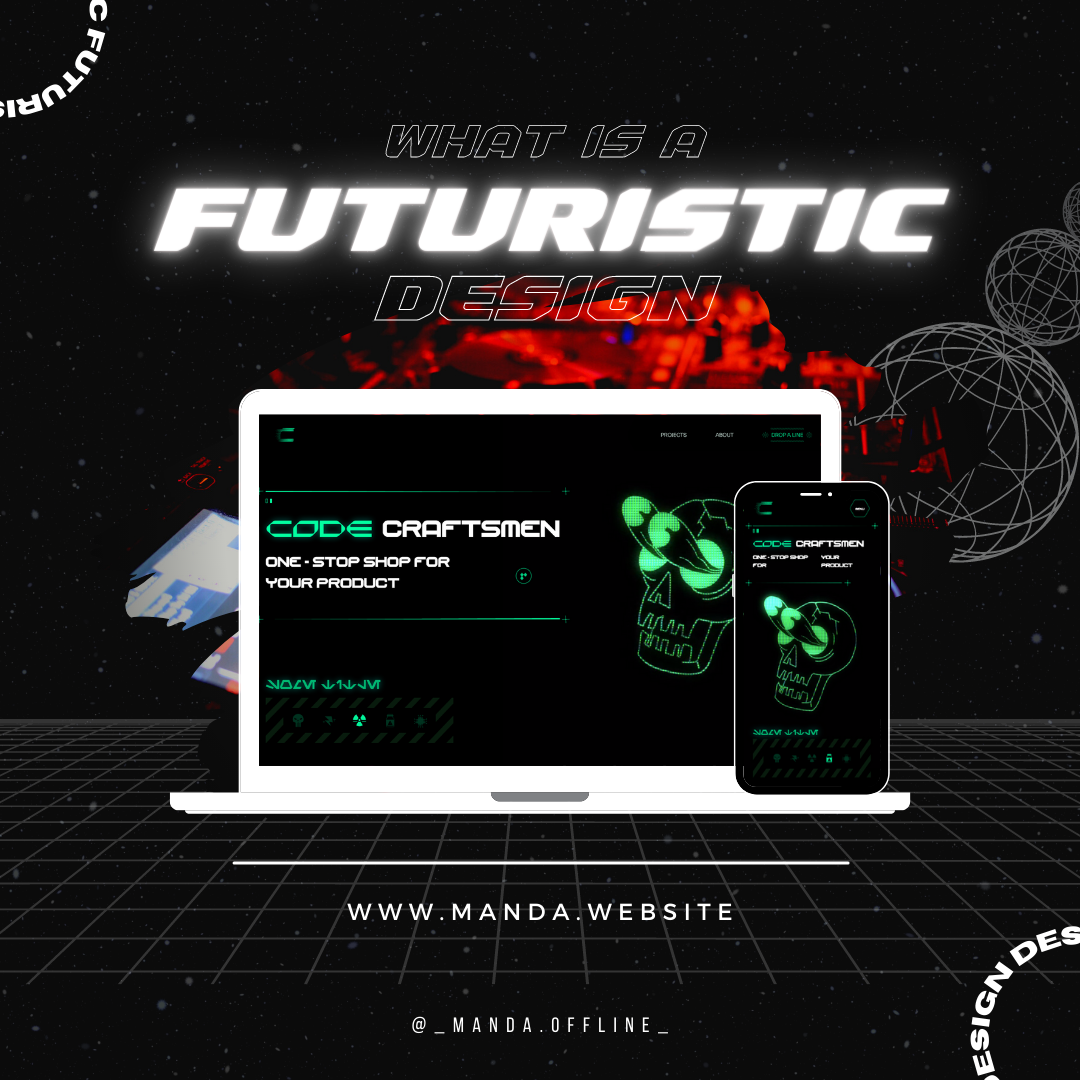 C FUTURIS
WHAT IS A
FUTURISTIC
DESIGN
PROJECTS
ABOUT
DROP A LINE
CODE CRAFTSMEN
ONE - STOP SHOP FOR
YOUR PRODUCT
MENU
CODE CRAFTSMEN
ONE - STOP SHOP
FOR
YOUR
PRODUCT
WWW.MANDA.WEBSITE
@_MANDA.OFFLINE_
DESIGN DES